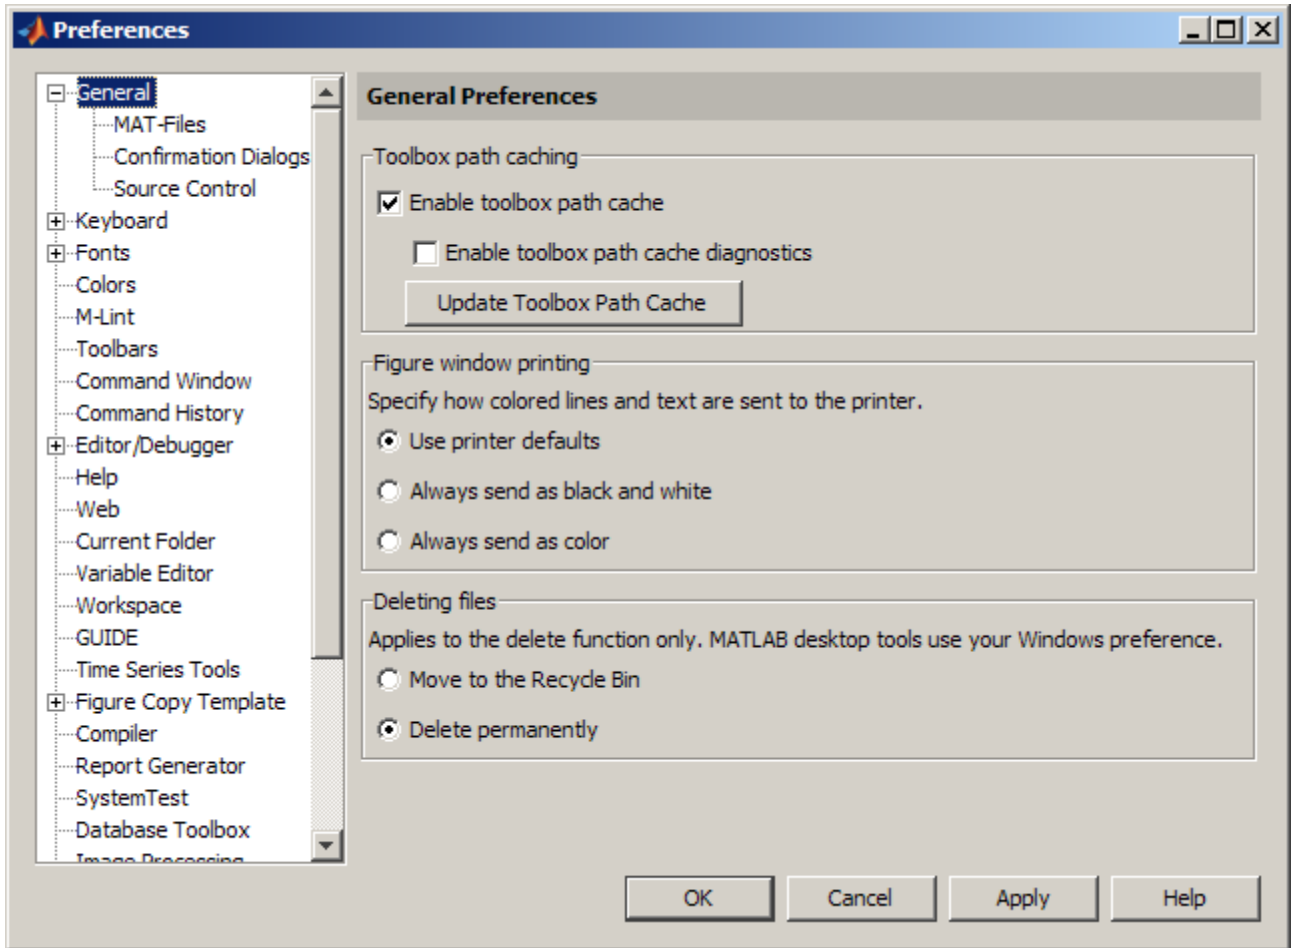 Preferences
General
MAT-Files
Confirmation Dialogs
Source Control
Keyboard
Fonts
Colors
M-Lint
Toolbars
Command Window
Command History
Editor/Debugger
Help
Web
Current Folder
Variable Editor
Workspace
GUIDE
Time Series Tools
Figure Copy Template
Compiler
Report Generator
SystemTest
Database Toolbox
Image Processing
General Preferences
Toolbox path caching
Enable toolbox path cache
Enable toolbox path cache diagnostics
Update Toolbox Path Cache
Figure window printing
Specify how colored lines and text are sent to the printer.
Use printer defaults
Always send as black and white
Always send as color
Deleting files
Applies to the delete function only. MATLAB desktop tools use your Windows preference.
Move to the Recycle Bin
Delete permanently
OK Cancel Apply Help